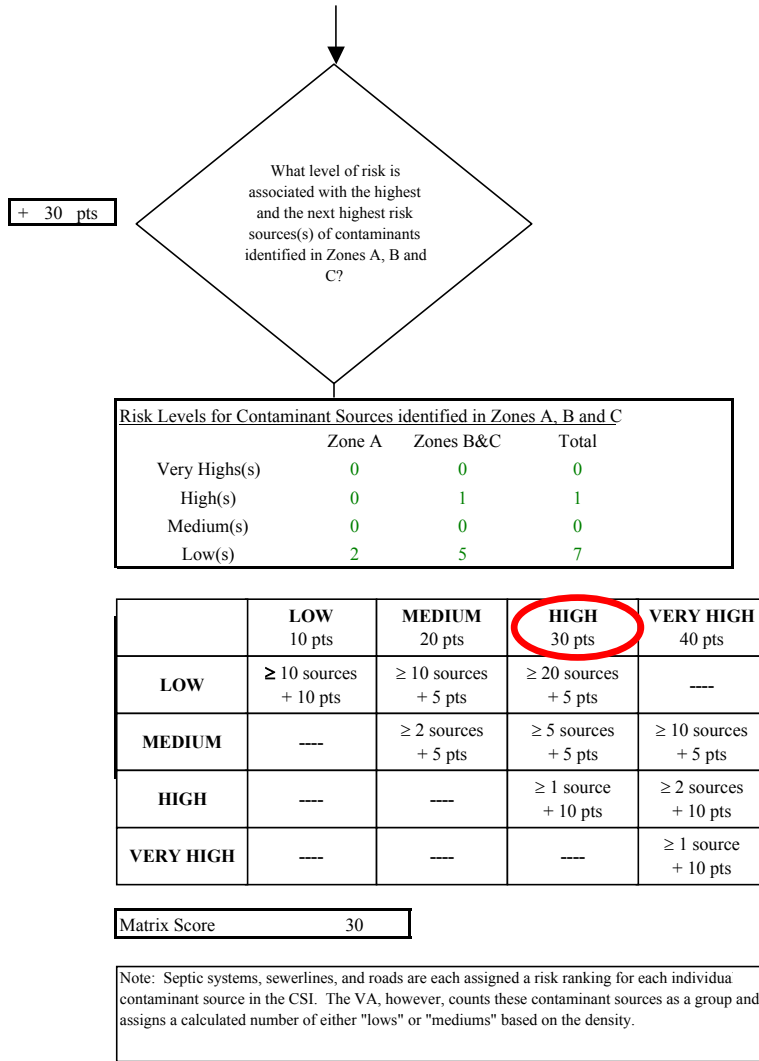 What level of risk is
associated with the highest
and the next highest risk
sources(s) of contaminants
identified in Zones A, B and
C?
+ 30 pts
Risk Levels for Contaminant Sources identified in Zones A, B and C
Zone A Zones B&C Total
Very Highs(s) 0 0 0
High(s) 0 1 1
Medium(s) 0 0 0
Low(s) 2 5 7
LOW MEDIUM HIGH VERY HIGH
10 pts 20 pts 30 pts 40 pts
LOW ≥ 10 sources ≥ 10 sources ≥ 20 sources ----
+ 10 pts + 5 pts + 5 pts
MEDIUM ---- ≥ 2 sources ≥ 5 sources ≥ 10 sources
+ 5 pts + 5 pts + 5 pts
HIGH ---- ---- ≥ 1 source ≥ 2 sources
+ 10 pts + 10 pts
VERY HIGH ---- ---- ---- ≥ 1 source
+ 10 pts
Matrix Score 30
Note: Septic systems, sewerlines, and roads are each assigned a risk ranking for each individua
contaminant source in the CSI. The VA, however, counts these contaminant sources as a group and
assigns a calculated number of either "lows" or "mediums" based on the density.